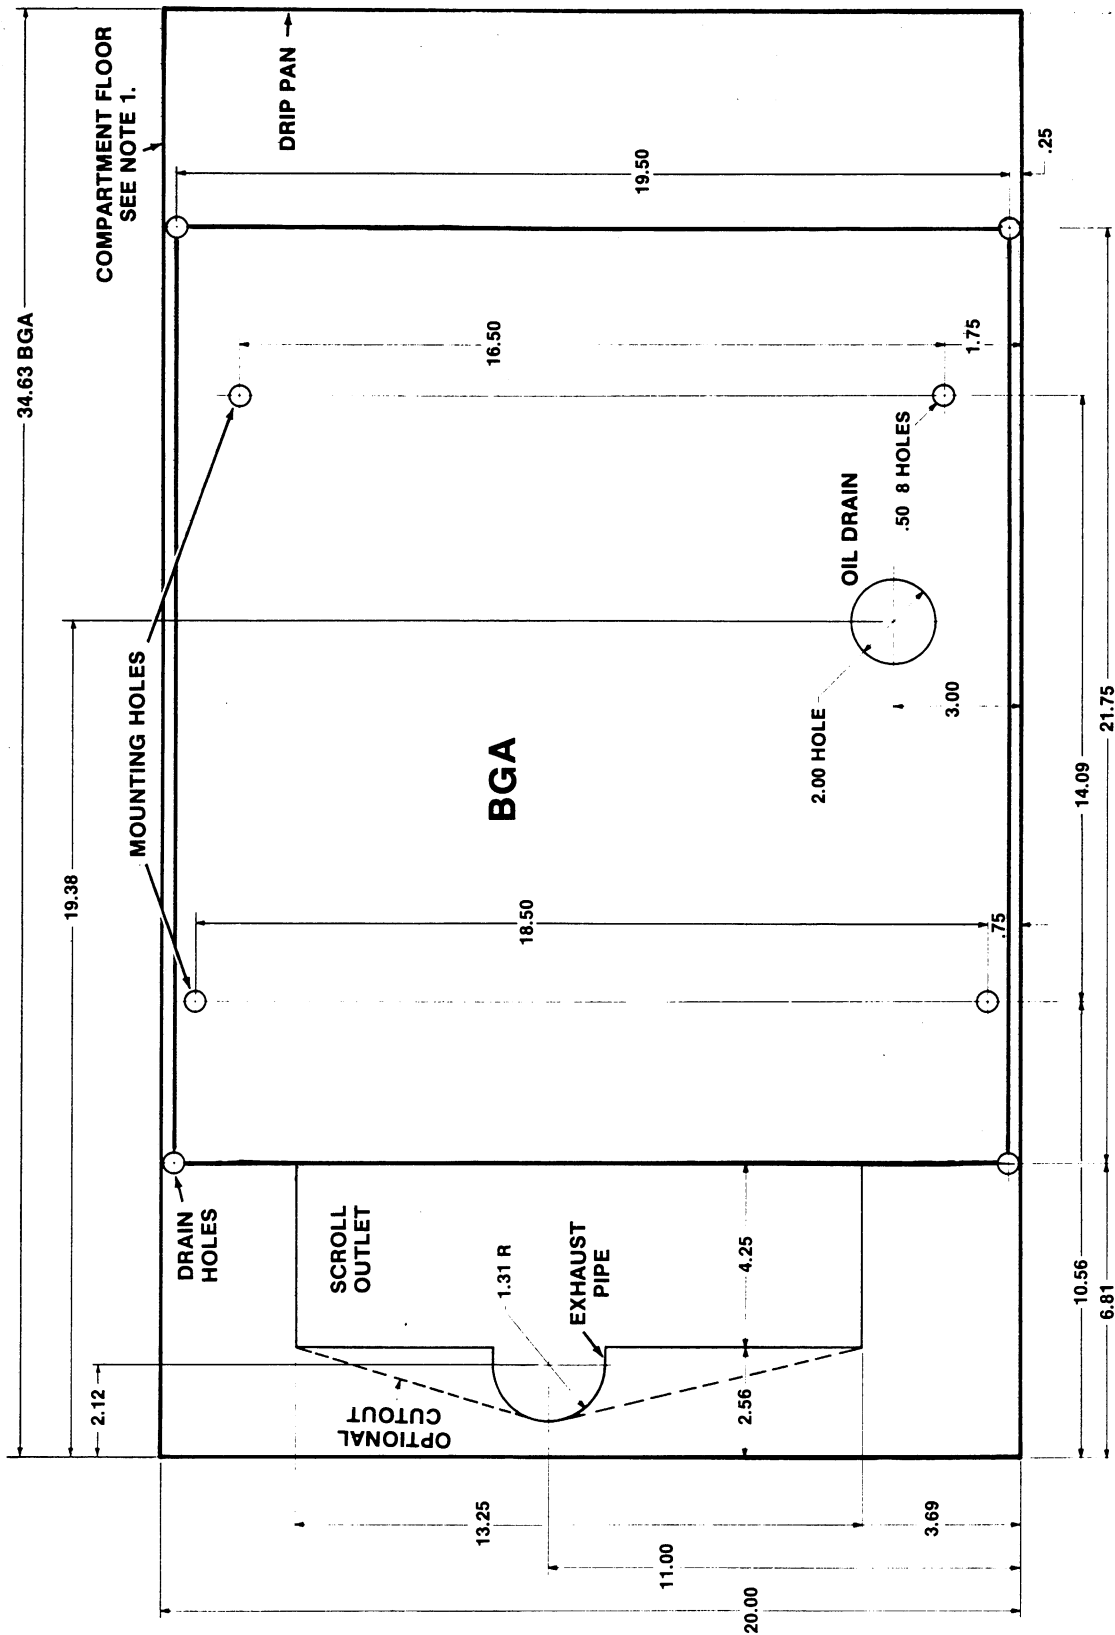 34.63 BGA
COMPARTMENT FLOOR
SEE NOTE 1.
DRIP PAN
19.38
MOUNTING HOLES
19.50
.25
16.50
1.75
.50 8 HOLES
OIL DRAIN
2.00 HOLE
3.00
BGA
18.50
.75
14.09
21.75
DRAIN
HOLES
SCROLL
OUTLET
1.31 R
EXHAUST
PIPE
4.25
2.56
10.56
6.81
2.12
OPTIONAL
CUTOUT
13.25
3.69
11.00
20.00